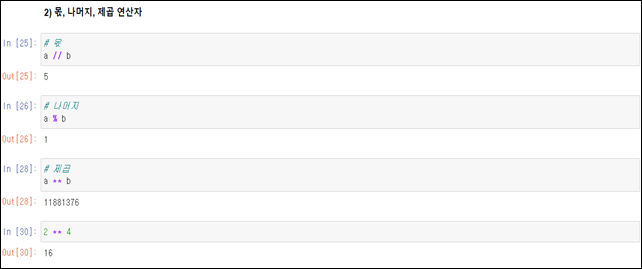 2) 몫, 나머지, 제곱 연산자
In [25]: # 몫
a // b
Out[25]: 5
In [26]: # 나머지
a % b
Out[26]: 1
In [28]: # 제곱
a ** b
Out[28]: 11881376
In [30]: 2 ** 4
Out[30]: 16